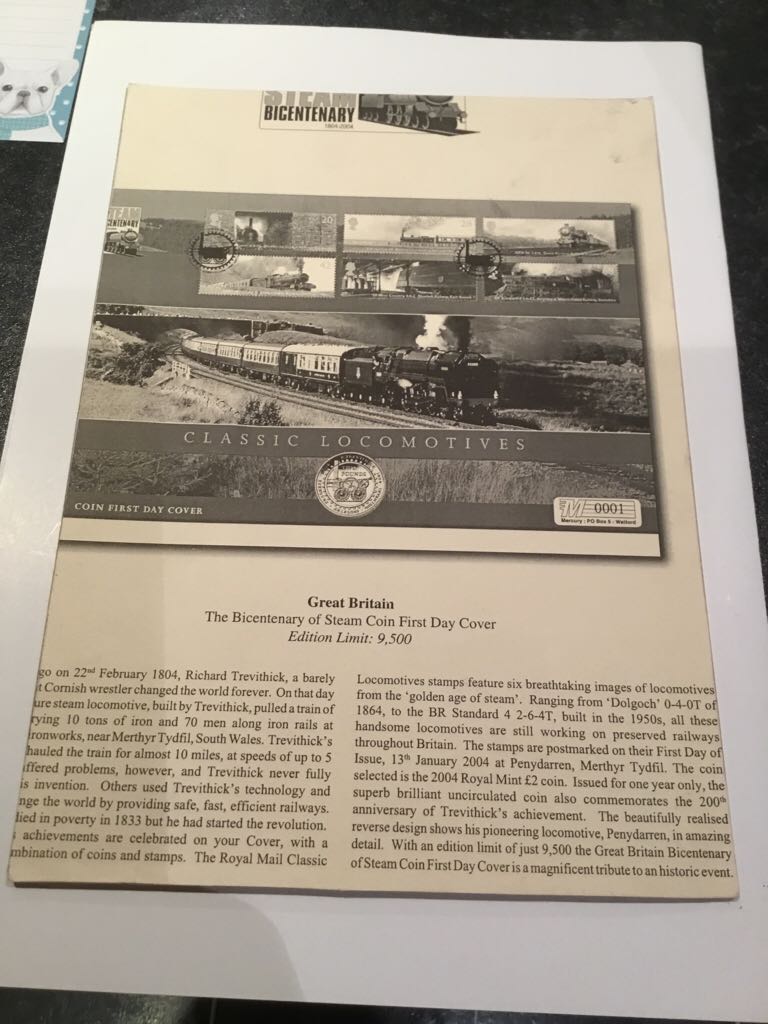 STEAM
BICENTENARY
1804-2004
STEAM
CENTENARY
20
CLASSIC LOCOMOTIVES
POUNDS
COIN FIRST DAY COVER
M 0001
Mercury : PO Box 5 : Watford
Great Britain
The Bicentenary of Steam Coin First Day Cover
Edition Limit: 9,500
go on 22nd February 1804, Richard Trevithick, a barely
t Cornish wrestler changed the world forever. On that day
ure steam locomotive, built by Trevithick, pulled a train of
rying 10 tons of iron and 70 men along iron rails at
ronworks, near Merthyr Tydfil, South Wales. Trevithick's
hauled the train for almost 10 miles, at speeds of up to 5
ffered problems, however, and Trevithick never fully
is invention. Others used Trevithick's technology and
nge the world by providing safe, fast, efficient railways.
lied in poverty in 1833 but he had started the revolution.
achievements are celebrated on your Cover, with a
mbination of coins and stamps. The Royal Mail Classic
Locomotives stamps feature six breathtaking images of locomotives
from the 'golden age of steam'. Ranging from 'Dolgoch' 0-4-0T of
1864, to the BR Standard 4 2-6-4T, built in the 1950s, all these
handsome locomotives are still working on preserved railways
throughout Britain. The stamps are postmarked on their First Day of
Issue, 13th January 2004 at Penydarren, Merthyr Tydfil. The coin
selected is the 2004 Royal Mint £2 coin. Issued for one year only, the
superb brilliant uncirculated coin also commemorates the 200th
anniversary of Trevithick's achievement. The beautifully realised
reverse design shows his pioneering locomotive, Penydarren, in amazing
detail. With an edition limit of just 9,500 the Great Britain Bicentenary
of Steam Coin First Day Cover is a magnificent tribute to an historic event.